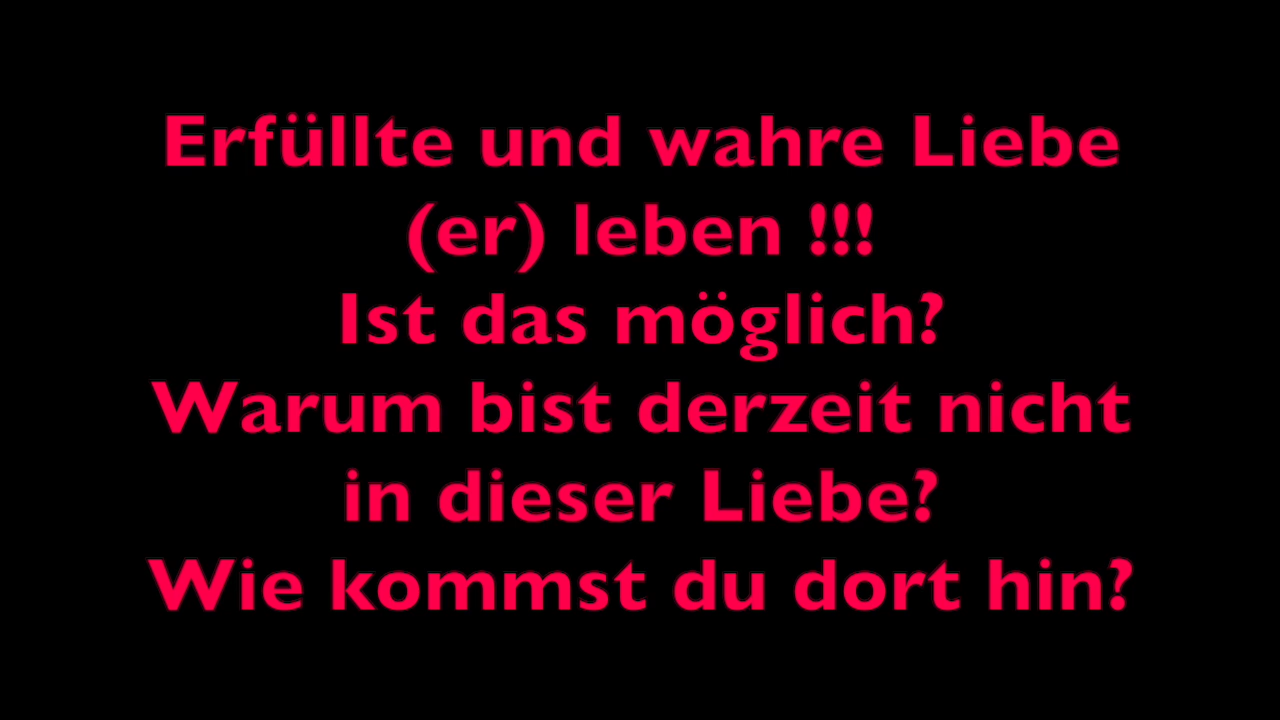 Erfüllte und wahre Liebe
(er) leben !!!
Ist das möglich?
Warum bist derzeit nicht
in dieser Liebe?
Wie kommst du dort hin?